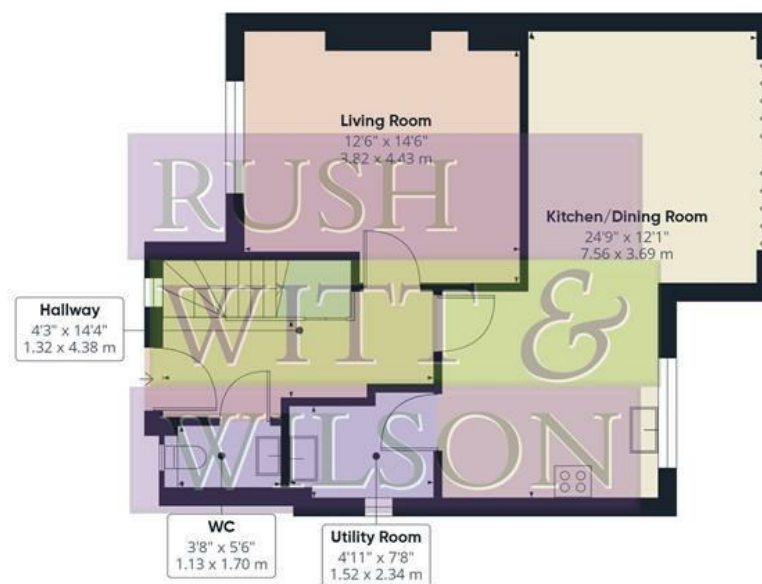 Living Room
12'6" x 14'6"
3.82 x 4.43 m
RUSH
Kitchen/Dining Room
24'9" x 12'1"
7.56 x 3.69 m
Hallway
4'3" x 14'4"
1.32 x 4.38 m
WITT &
WILSON
WC
3'8" x 5'6"
1.13 x 1.70 m
Utility Room
4'11" x 7'8"
1.52 x 2.34 m